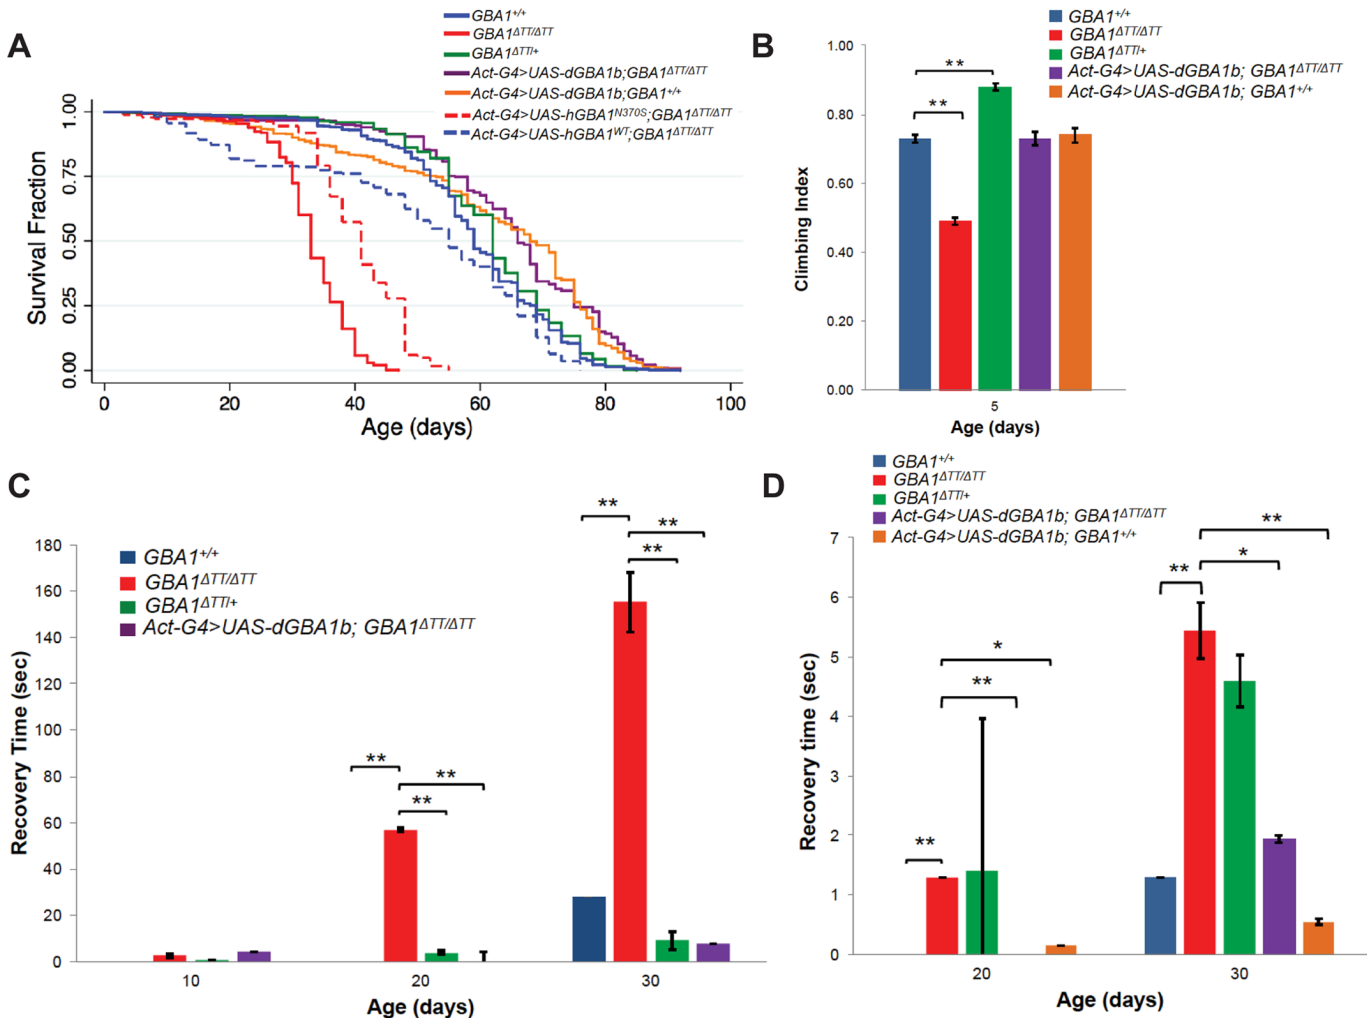 A
GBA1+/+
GBA1ΔTT/ΔTT
GBA1ΔTT/+
Act-G4>UAS-dGBA1b;GBA1ΔTT/ΔTT
Act-G4>UAS-dGBA1b;GBA1+/+
Act-G4>UAS-hGBA1N370S;GBA1ΔTT/ΔTT
Act-G4>UAS-hGBA1WT;GBA1ΔTT/ΔTT
Survival Fraction
1.00
0.75
0.50
0.25
0.00
0 20 40 60 80 100
Age (days)
B
GBA1+/+
GBA1ΔTT/ΔTT
GBA1ΔTT/+
Act-G4>UAS-dGBA1b; GBA1ΔTT/ΔTT
Act-G4>UAS-dGBA1b; GBA1+/+
Climbing Index
1.00
0.80
0.60
0.40
0.20
0.00
**
**
5
Age (days)
C
GBA1+/+
GBA1ΔTT/ΔTT
GBA1ΔTT/+
Act-G4>UAS-dGBA1b; GBA1ΔTT/ΔTT
Recovery Time (sec)
180
160
140
120
100
80
60
40
20
0
**
**
**
**
**
**
10 20 30
Age (days)
D
GBA1+/+
GBA1ΔTT/ΔTT
GBA1ΔTT/+
Act-G4>UAS-dGBA1b; GBA1ΔTT/ΔTT
Act-G4>UAS-dGBA1b; GBA1+/+
Recovery time (sec)
7
6
5
4
3
2
1
0
*
**
**
**
*
**
20 30
Age (days)